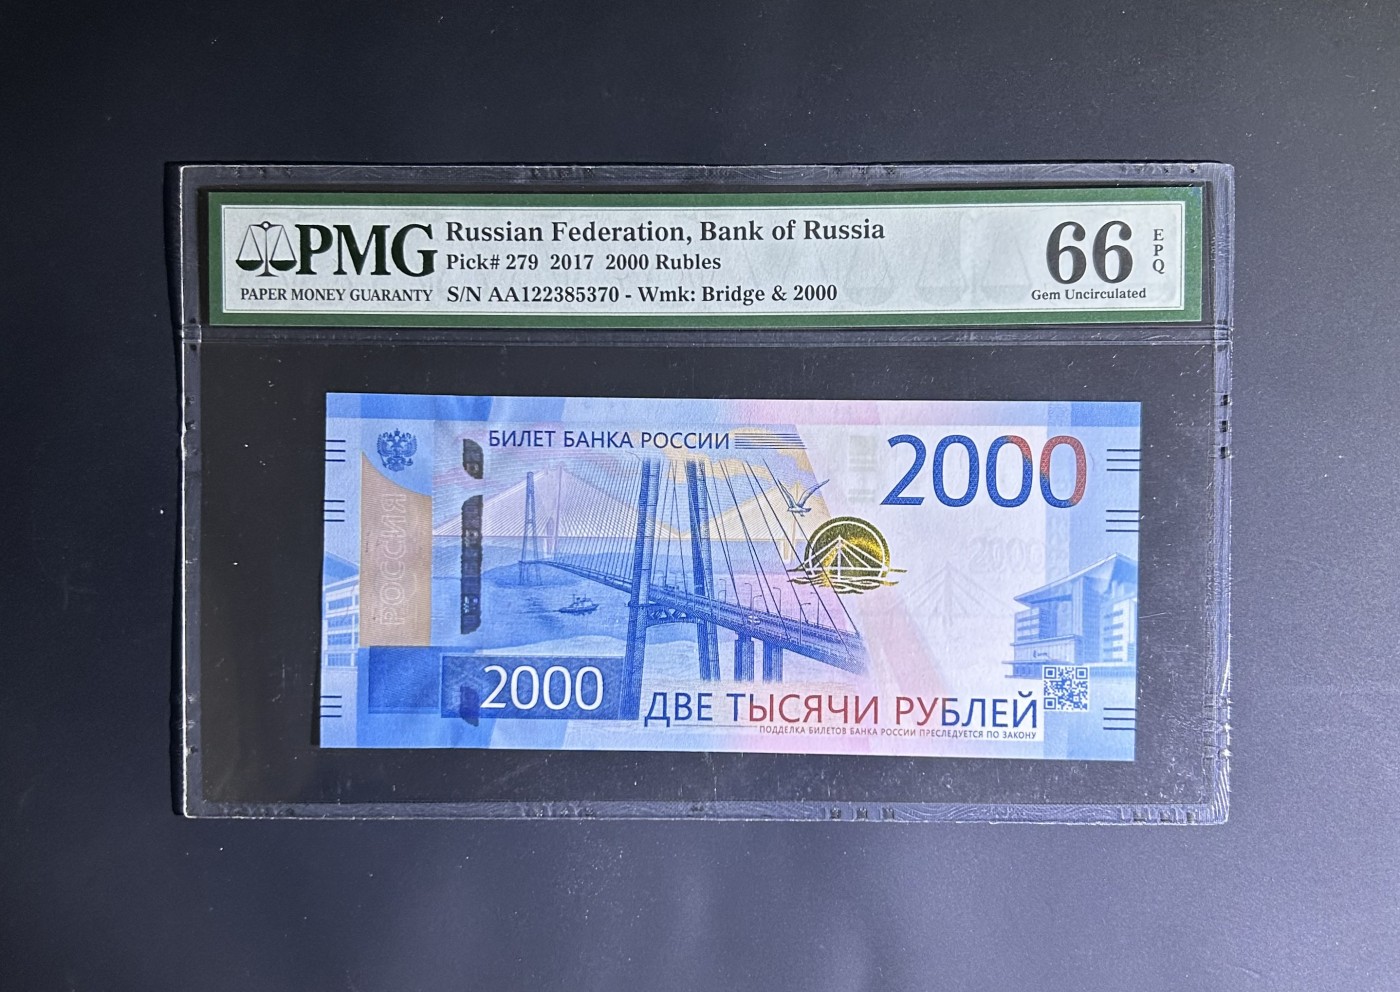 PMG
PAPER MONEY GUARANTY
Russian Federation, Bank of Russia
Pick# 279 2017 2000 Rubles
S/N AA122385370 - Wmk: Bridge & 2000
66
EPQ
Gem Uncirculated
БИЛЕТ БАНКА РОССИИ
2000
РОССИЯ
2000
ДВЕ ТЫСЯЧИ РУБЛЕЙ
ПОДДЕЛКА БИЛЕТОВ БАНКА РОССИИ ПРЕСЛЕДУЕТСЯ ПО ЗАКОНУ